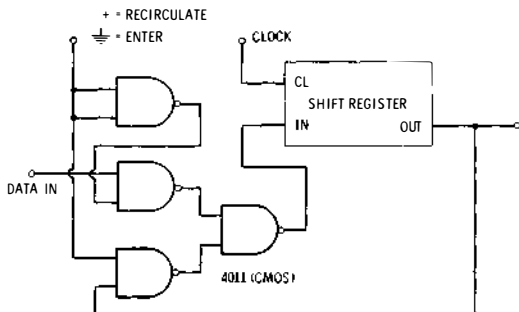 + = RECIRCULATE
⏚ = ENTER
CLOCK
CL
SHIFT REGISTER
IN
OUT
DATA IN
4011 (CMOS)